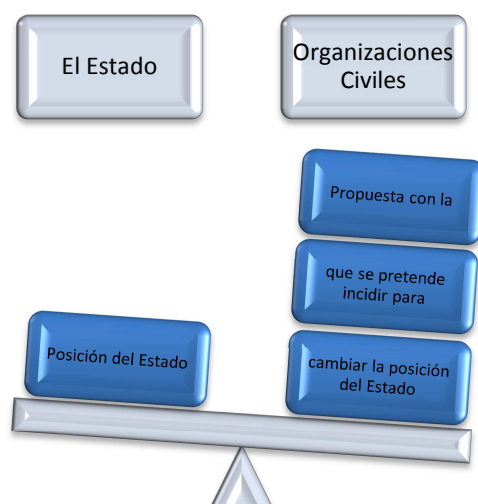 El Estado
Organizaciones
Civiles
Propuesta con la
que se pretende
incidir para
Posición del Estado
cambiar la posición
del Estado